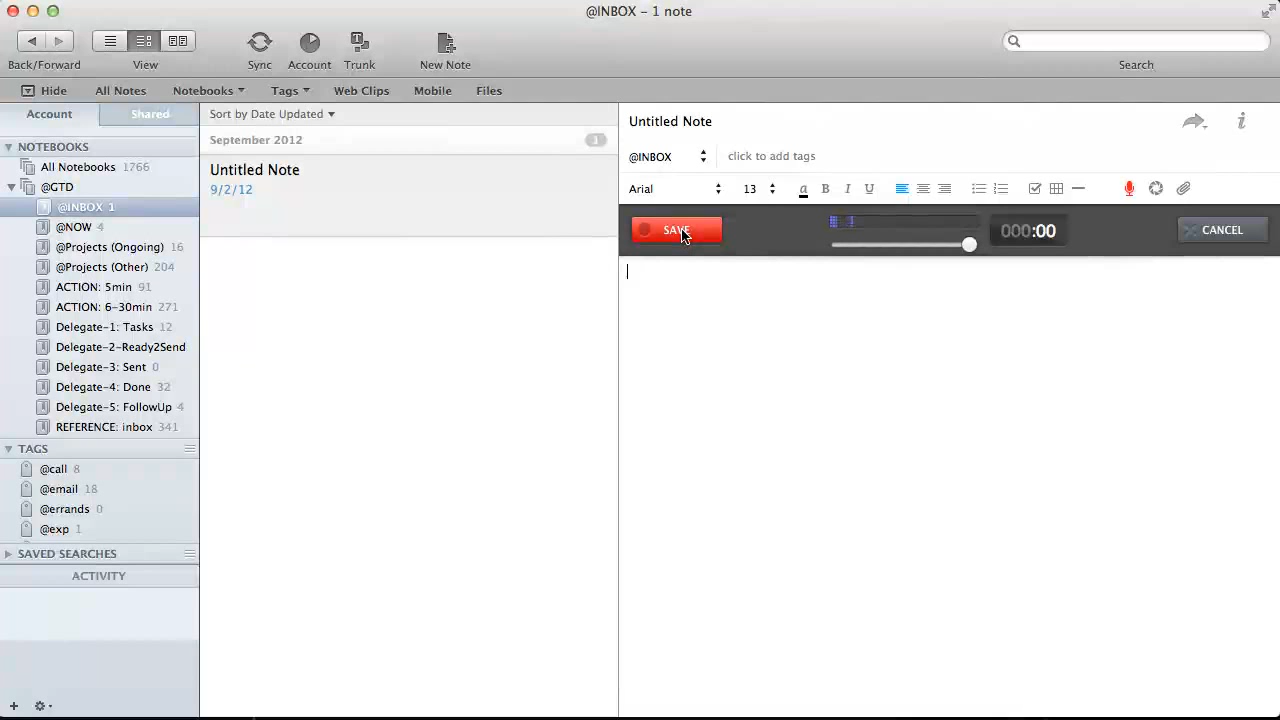 @INBOX – 1 note
Back/Forward
View
Sync
Account
Trunk
New Note
Search
Hide
All Notes
Notebooks
Tags
Web Clips
Mobile
Files
Account
Shared
NOTEBOOKS
All Notebooks 1766
@GTD
@INBOX 1
@NOW 4
@Projects (Ongoing) 16
@Projects (Other) 204
ACTION: 5min 91
ACTION: 6-30min 271
Delegate-1: Tasks 12
Delegate-2-Ready2Send
Delegate-3: Sent 0
Delegate-4: Done 32
Delegate-5: FollowUp 4
REFERENCE: inbox 341
TAGS
@call 8
@email 18
@errands 0
@exp 1
SAVED SEARCHES
ACTIVITY
Sort by Date Updated
September 2012 1
Untitled Note
9/2/12
Untitled Note
@INBOX click to add tags
Arial 13
SAVE 000:00 CANCEL